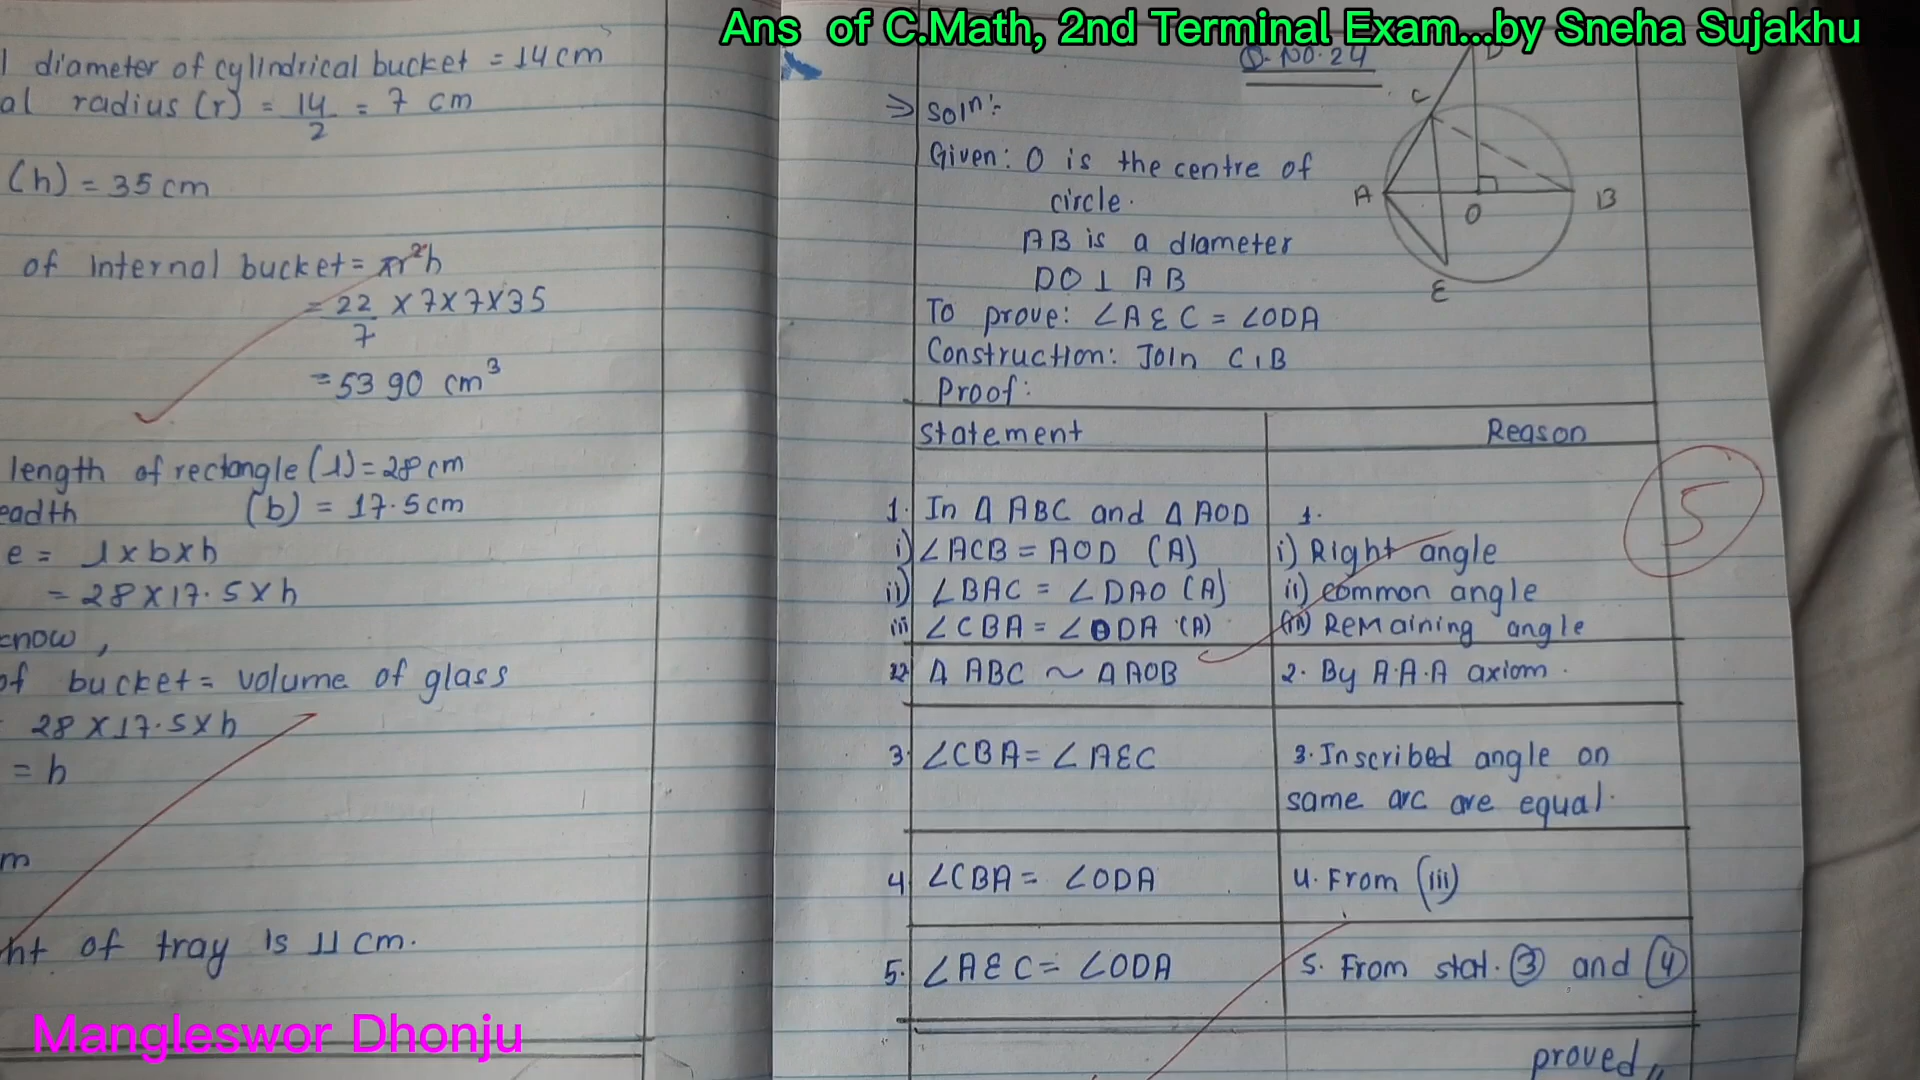 Ans of C.Math, 2nd Terminal Exam...by Sneha Sujakhu
l diameter of cylindrical bucket = 14 cm
al radius (r) = 14/2 = 7 cm
(h) = 35 cm
of internal bucket = πr²h
= 22/7 × 7 × 7 × 35
= 5390 cm³
length of rectangle (l) = 28 cm
eadth (b) = 17.5 cm
e = l × b × h
= 28 × 17.5 × h
know,
of bucket = volume of glass
28 × 17.5 × h
= h
m
ht of tray is 11 cm.
Mangleswor Dhonju
Q. No. 24
⇒ Soln:-
Given: O is the centre of
circle.
AB is a diameter
DO ⊥ AB
To prove: ∠AEC = ∠ODA
Construction: Join C, B
Proof:
C
A
O
B
E
D
Statement Reason
1. In Δ ABC and Δ AOD 1.
i) ∠ACB = AOD (A) i) Right angle
ii) ∠BAC = ∠DAO (A) ii) common angle
iii ∠CBA = ∠ODA (A) (iii) Remaining angle
2. Δ ABC ~ Δ AOB 2. By A.A.A axiom.
3. ∠CBA = ∠AEC 3. Inscribed angle on
same arc are equal.
4 ∠CBA = ∠ODA 4. From (iii)
5. ∠AEC = ∠ODA 5. From stat. ③ and ④
proved,,
5